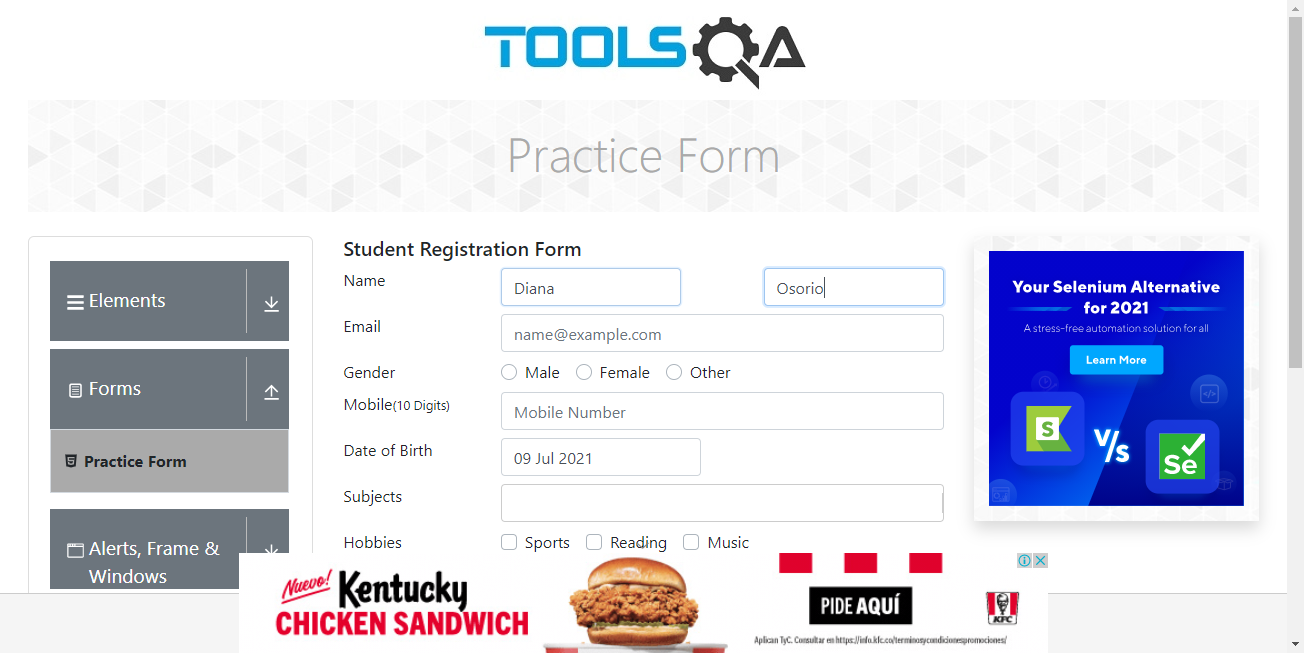 TOOLSQA
Practice Form
Elements
Forms
Practice Form
Alerts, Frame &
Windows
Student Registration Form
Name
Diana
Osorio
Email
name@example.com
Gender
Male
Female
Other
Mobile(10 Digits)
Mobile Number
Date of Birth
09 Jul 2021
Subjects
Hobbies
Sports
Reading
Music
Your Selenium Alternative
for 2021
A stress-free automation solution for all
Learn More
S
V/s
Se
Nuevo!
Kentucky
CHICKEN SANDWICH
PIDE AQUÍ
Aplican TyC. Consultar en https://info.kfc.co/terminosycondicionespromociones/
KFC